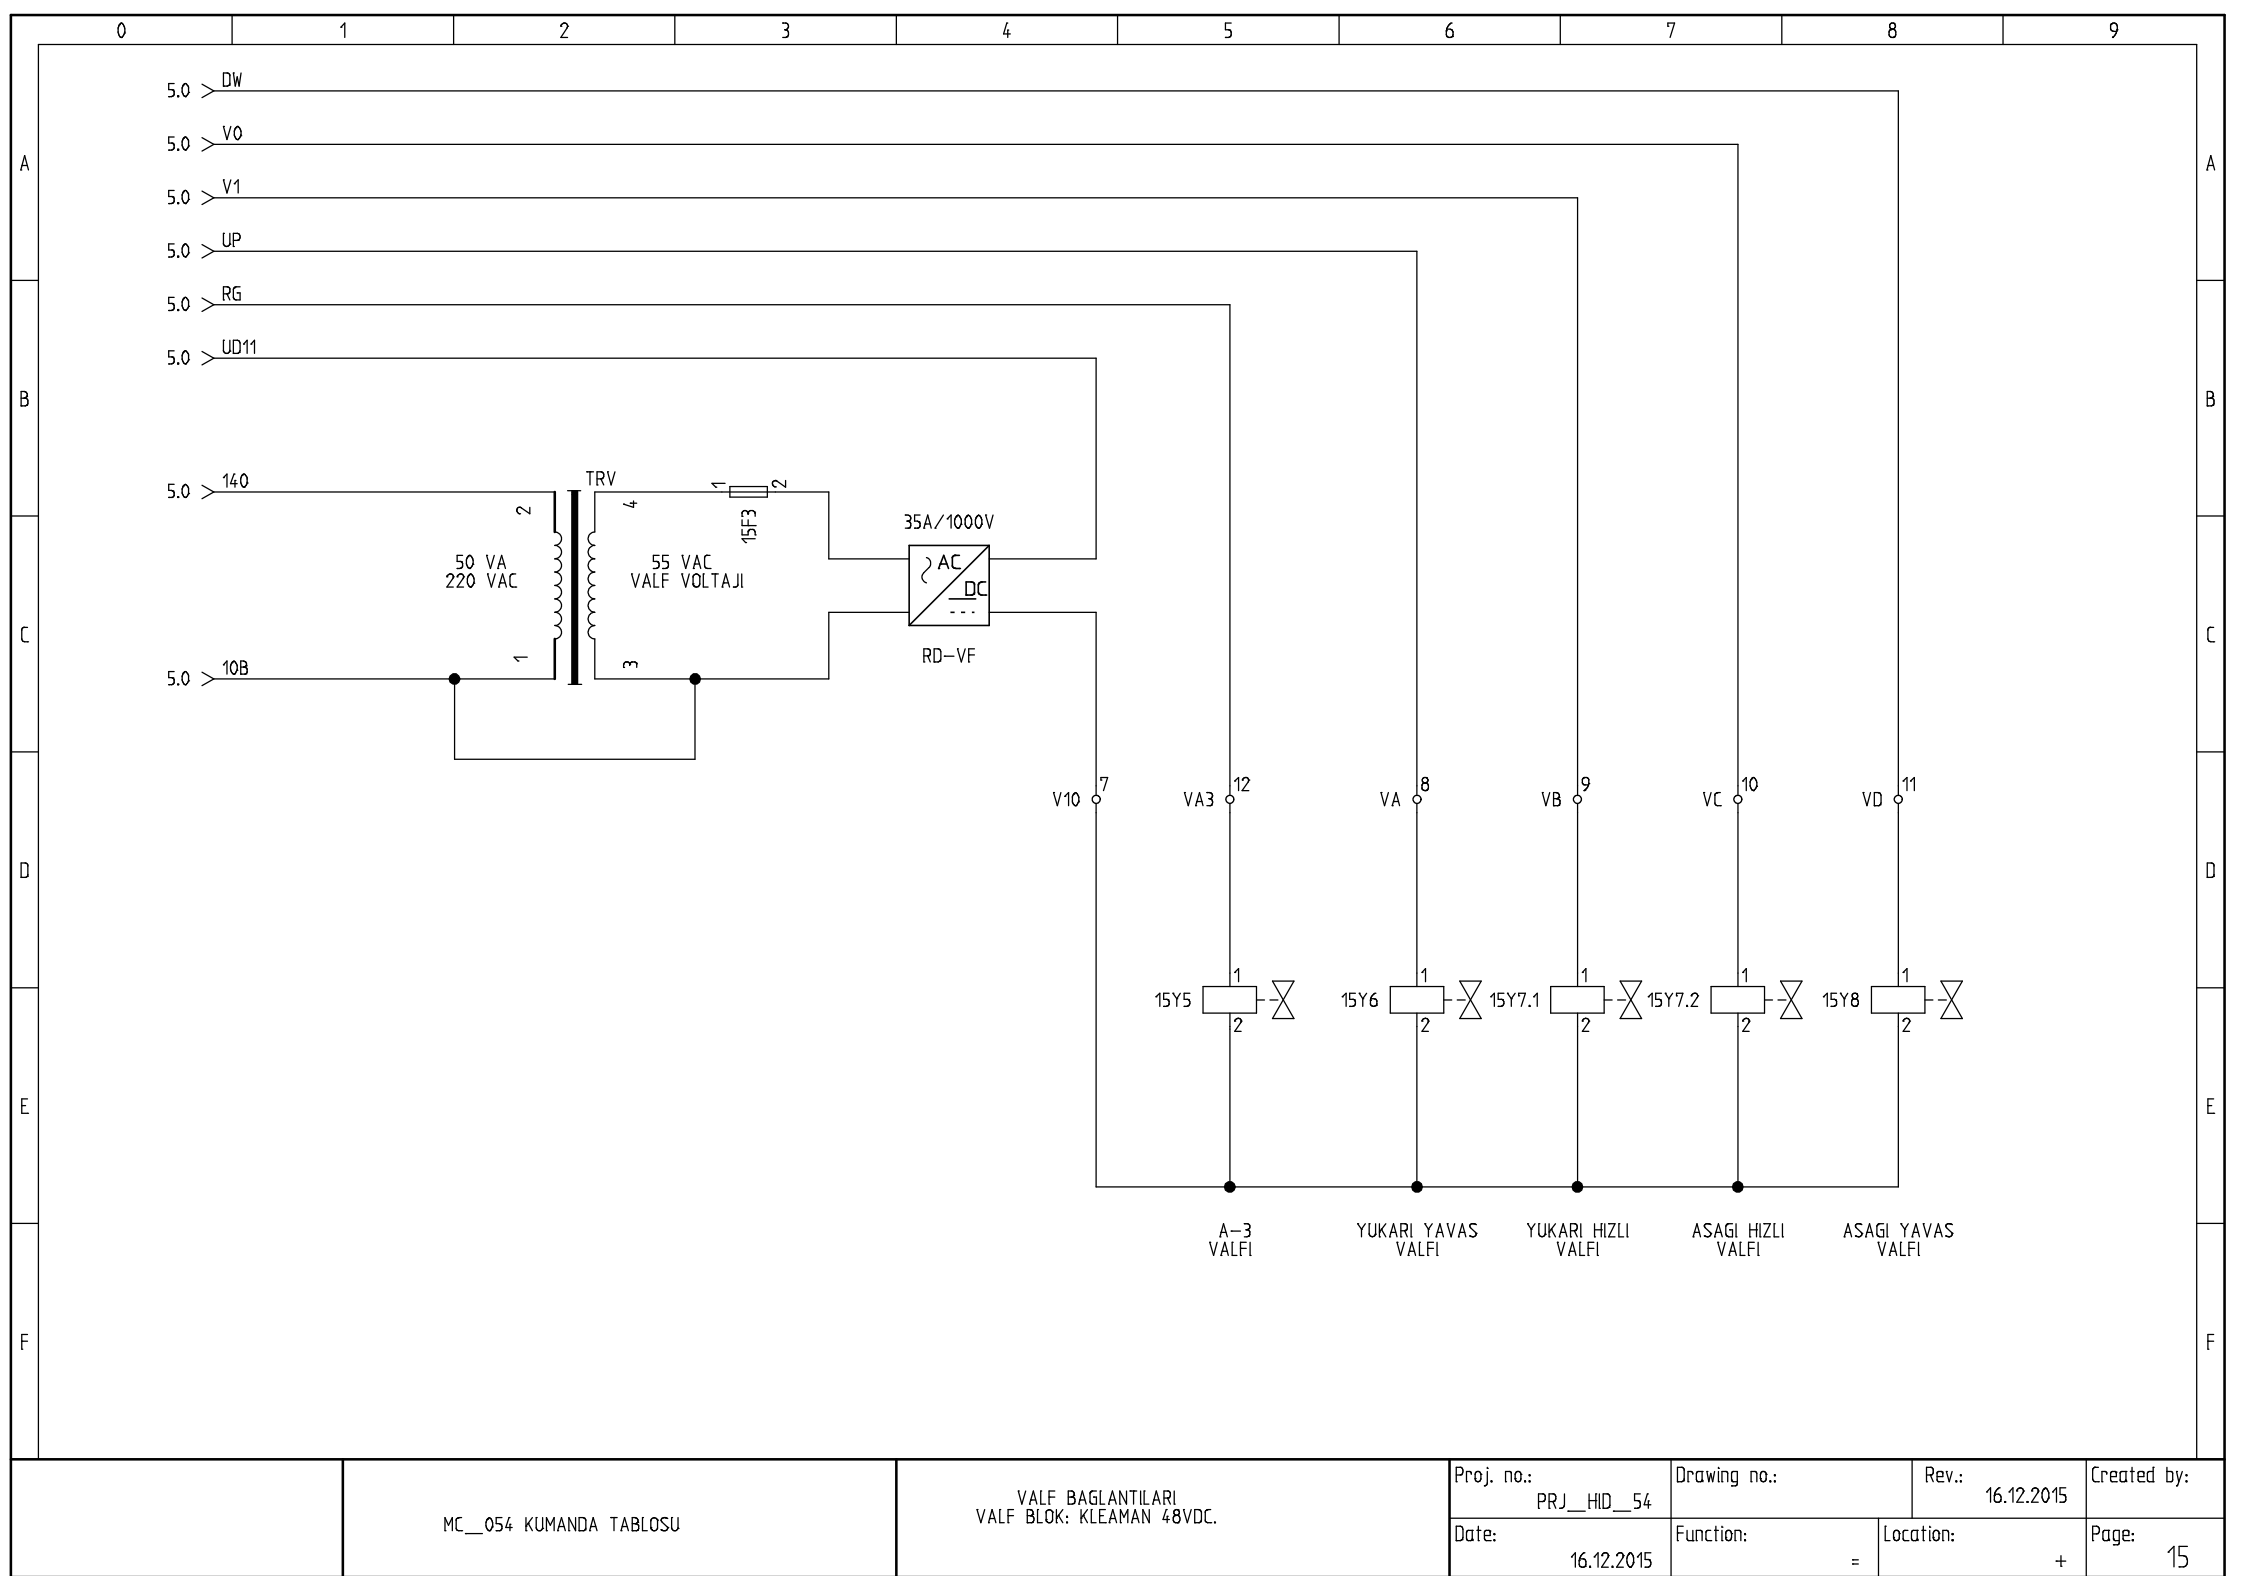 0 1 2 3 4 5 6 7 8 9
5.0 DW
5.0 V0
A A
5.0 V1
5.0 UP
5.0 RG
5.0 UD11
B B
5.0 140
2
TRV
4
1 2
15F3
50 VA
220 VAC
55 VAC
VALF VOLTAJI
35A/1000V
AC
DC
RD-VF
C C
5.0 10B
1
3
V10 7
VA3 12
VA 8
VB 9
VC 10
VD 11
D D
1 1 1 1 1
15Y5 15Y6 15Y7.1 15Y7.2 15Y8
2 2 2 2 2
E E
A-3
VALFI
YUKARI YAVAS
VALFI
YUKARI HIZLI
VALFI
ASAGI HIZLI
VALFI
ASAGI YAVAS
VALFI
F F
MC__054 KUMANDA TABLOSU
VALF BAGLANTILARI
VALF BLOK: KLEAMAN 48VDC.
Proj. no.:
PRJ__HID__54
Drawing no.:
Rev.:
16.12.2015
Created by:
Date:
16.12.2015
Function:
=
Location:
+
Page:
15